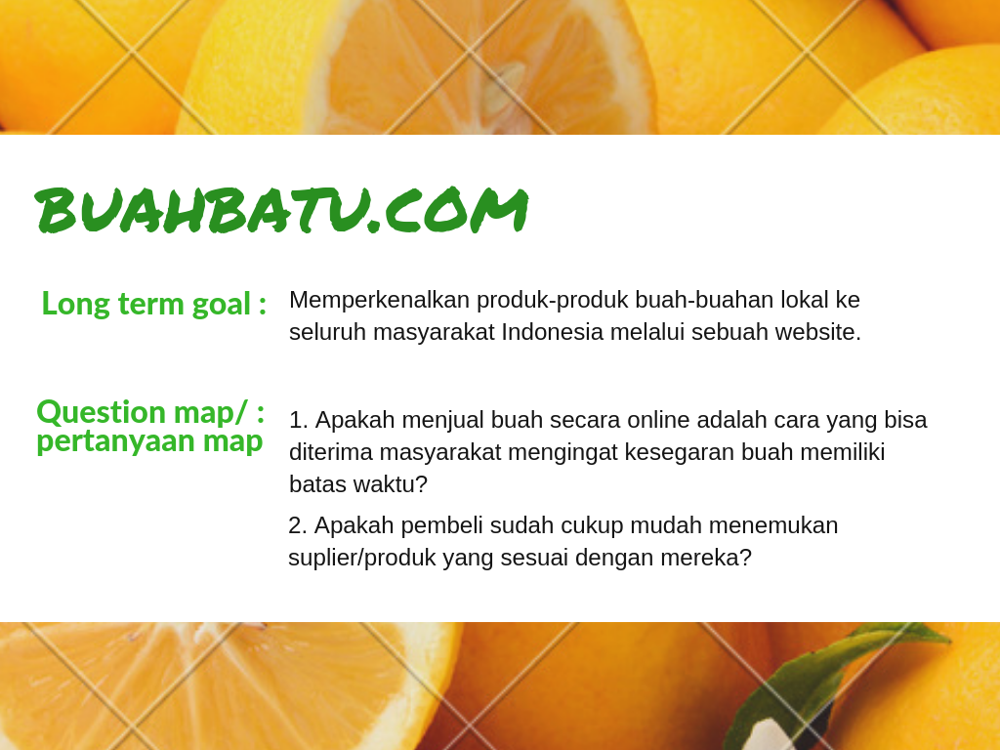 BUAHBATU.COM
Long term goal :
Memperkenalkan produk-produk buah-buahan lokal ke
seluruh masyarakat Indonesia melalui sebuah website.
Question map/ :
pertanyaan map
1. Apakah menjual buah secara online adalah cara yang bisa
diterima masyarakat mengingat kesegaran buah memiliki
batas waktu?
2. Apakah pembeli sudah cukup mudah menemukan
suplier/produk yang sesuai dengan mereka?